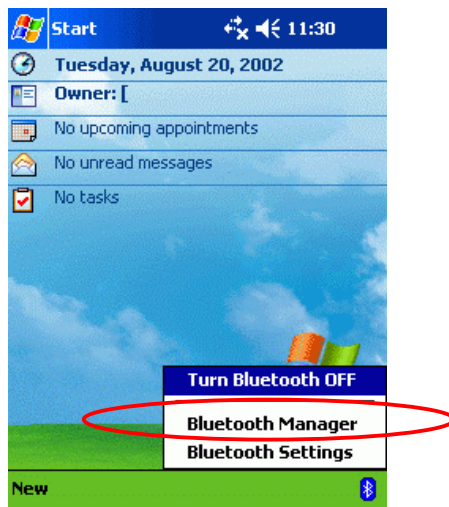 Start 11:30
Tuesday, August 20, 2002
Owner: [
No upcoming appointments
No unread messages
No tasks
Turn Bluetooth OFF
Bluetooth Manager
Bluetooth Settings
New